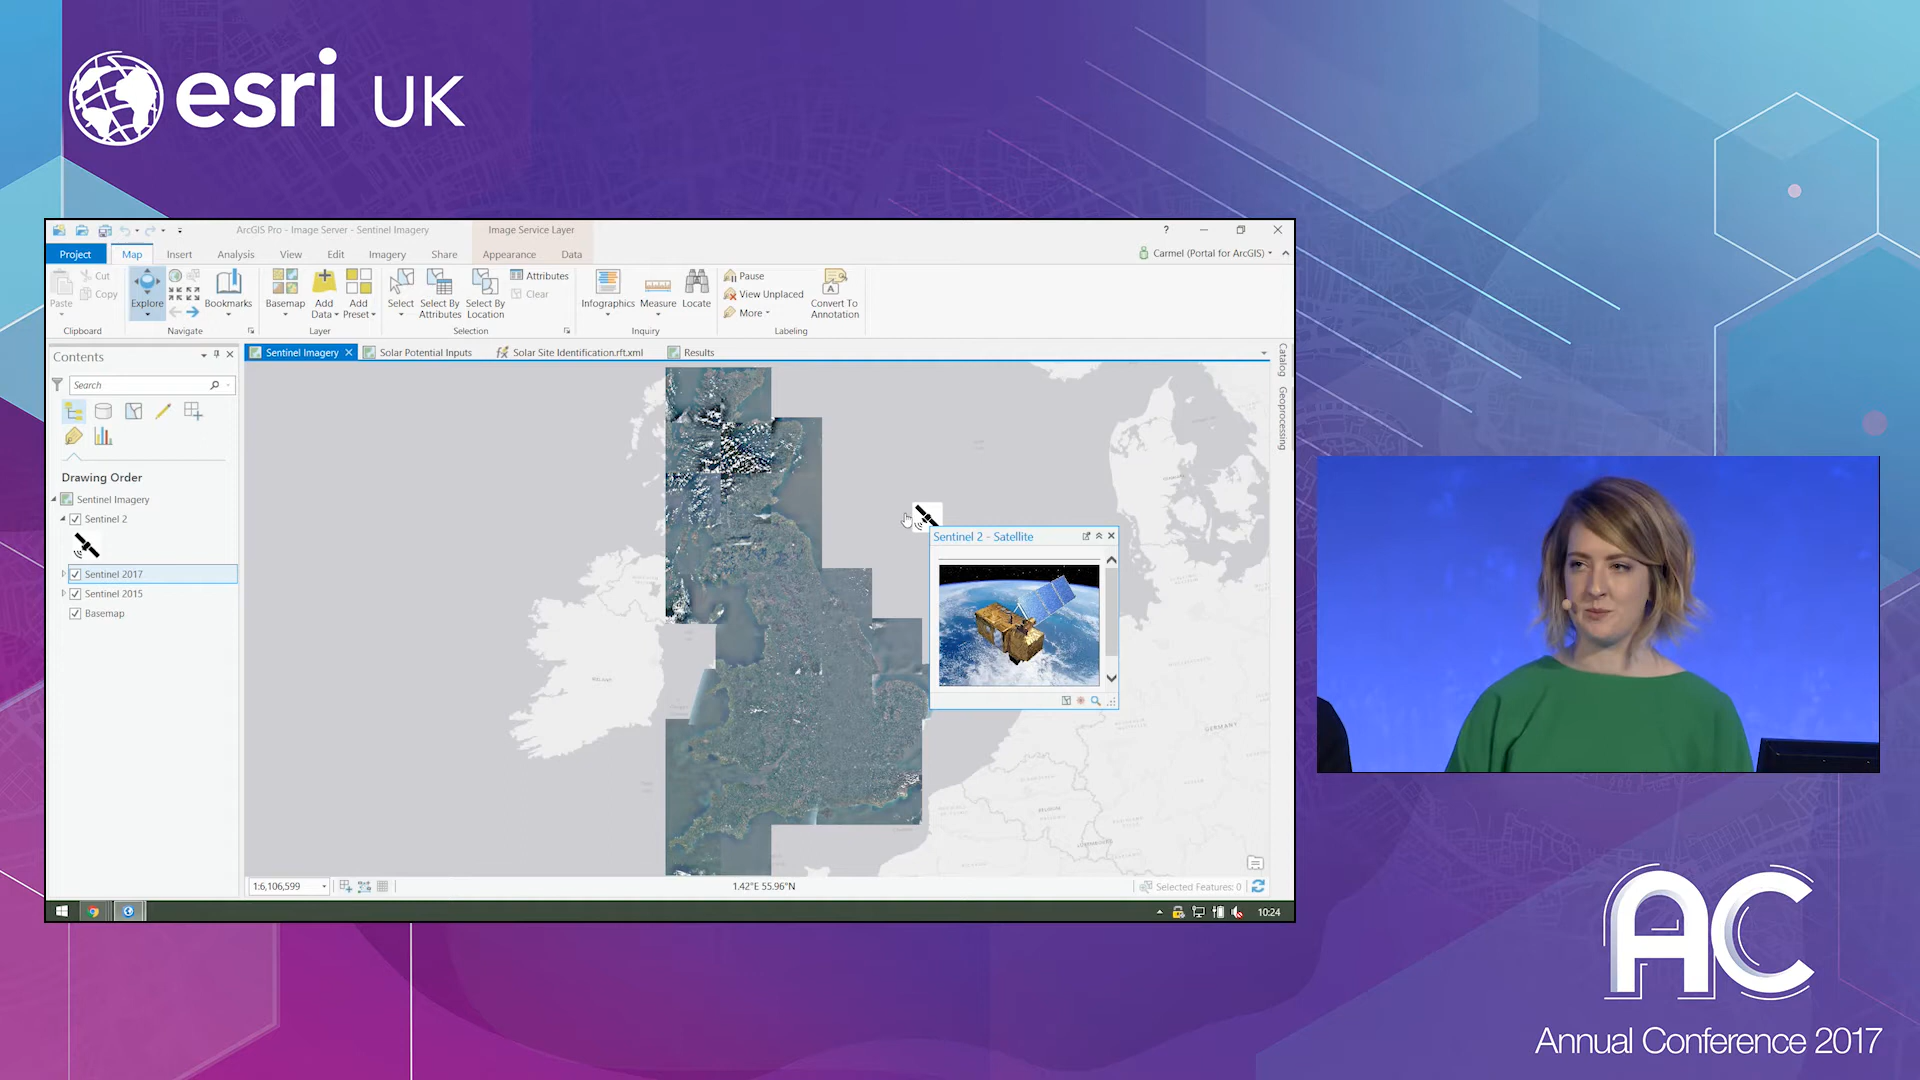 esri UK
ArcGIS Pro - Image Server - Sentinel Imagery
Image Service Layer
?
Project
Map
Insert
Analysis
View
Edit
Imagery
Share
Appearance
Data
Carmel (Portal for ArcGIS)
Paste
Cut
Copy
Clipboard
Explore
Bookmarks
Navigate
Basemap
Add Data
Add Preset
Layer
Select
Select By Attributes
Select By Location
Attributes
Clear
Selection
Infographics
Measure
Locate
Inquiry
Pause
View Unplaced
More
Convert To Annotation
Labeling
Contents
Search
Drawing Order
Sentinel Imagery
Sentinel 2
Sentinel 2017
Sentinel 2015
Basemap
Sentinel Imagery
Solar Potential Inputs
Solar Site Identification.rft.xml
Results
Catalog
Geoprocessing
Sentinel 2 - Satellite
IRELAND
GERMANY
BELGIUM
1:6,106,599
1.42°E 55.96°N
Selected Features: 0
10:24
AC
Annual Conference 2017